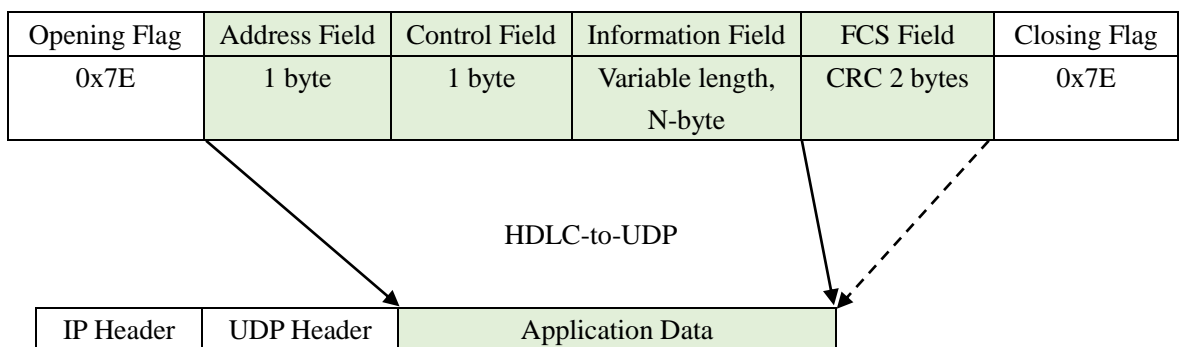 Opening Flag Address Field Control Field Information Field FCS Field Closing Flag
0x7E 1 byte 1 byte Variable length, CRC 2 bytes 0x7E
N-byte
HDLC-to-UDP
IP Header UDP Header Application Data